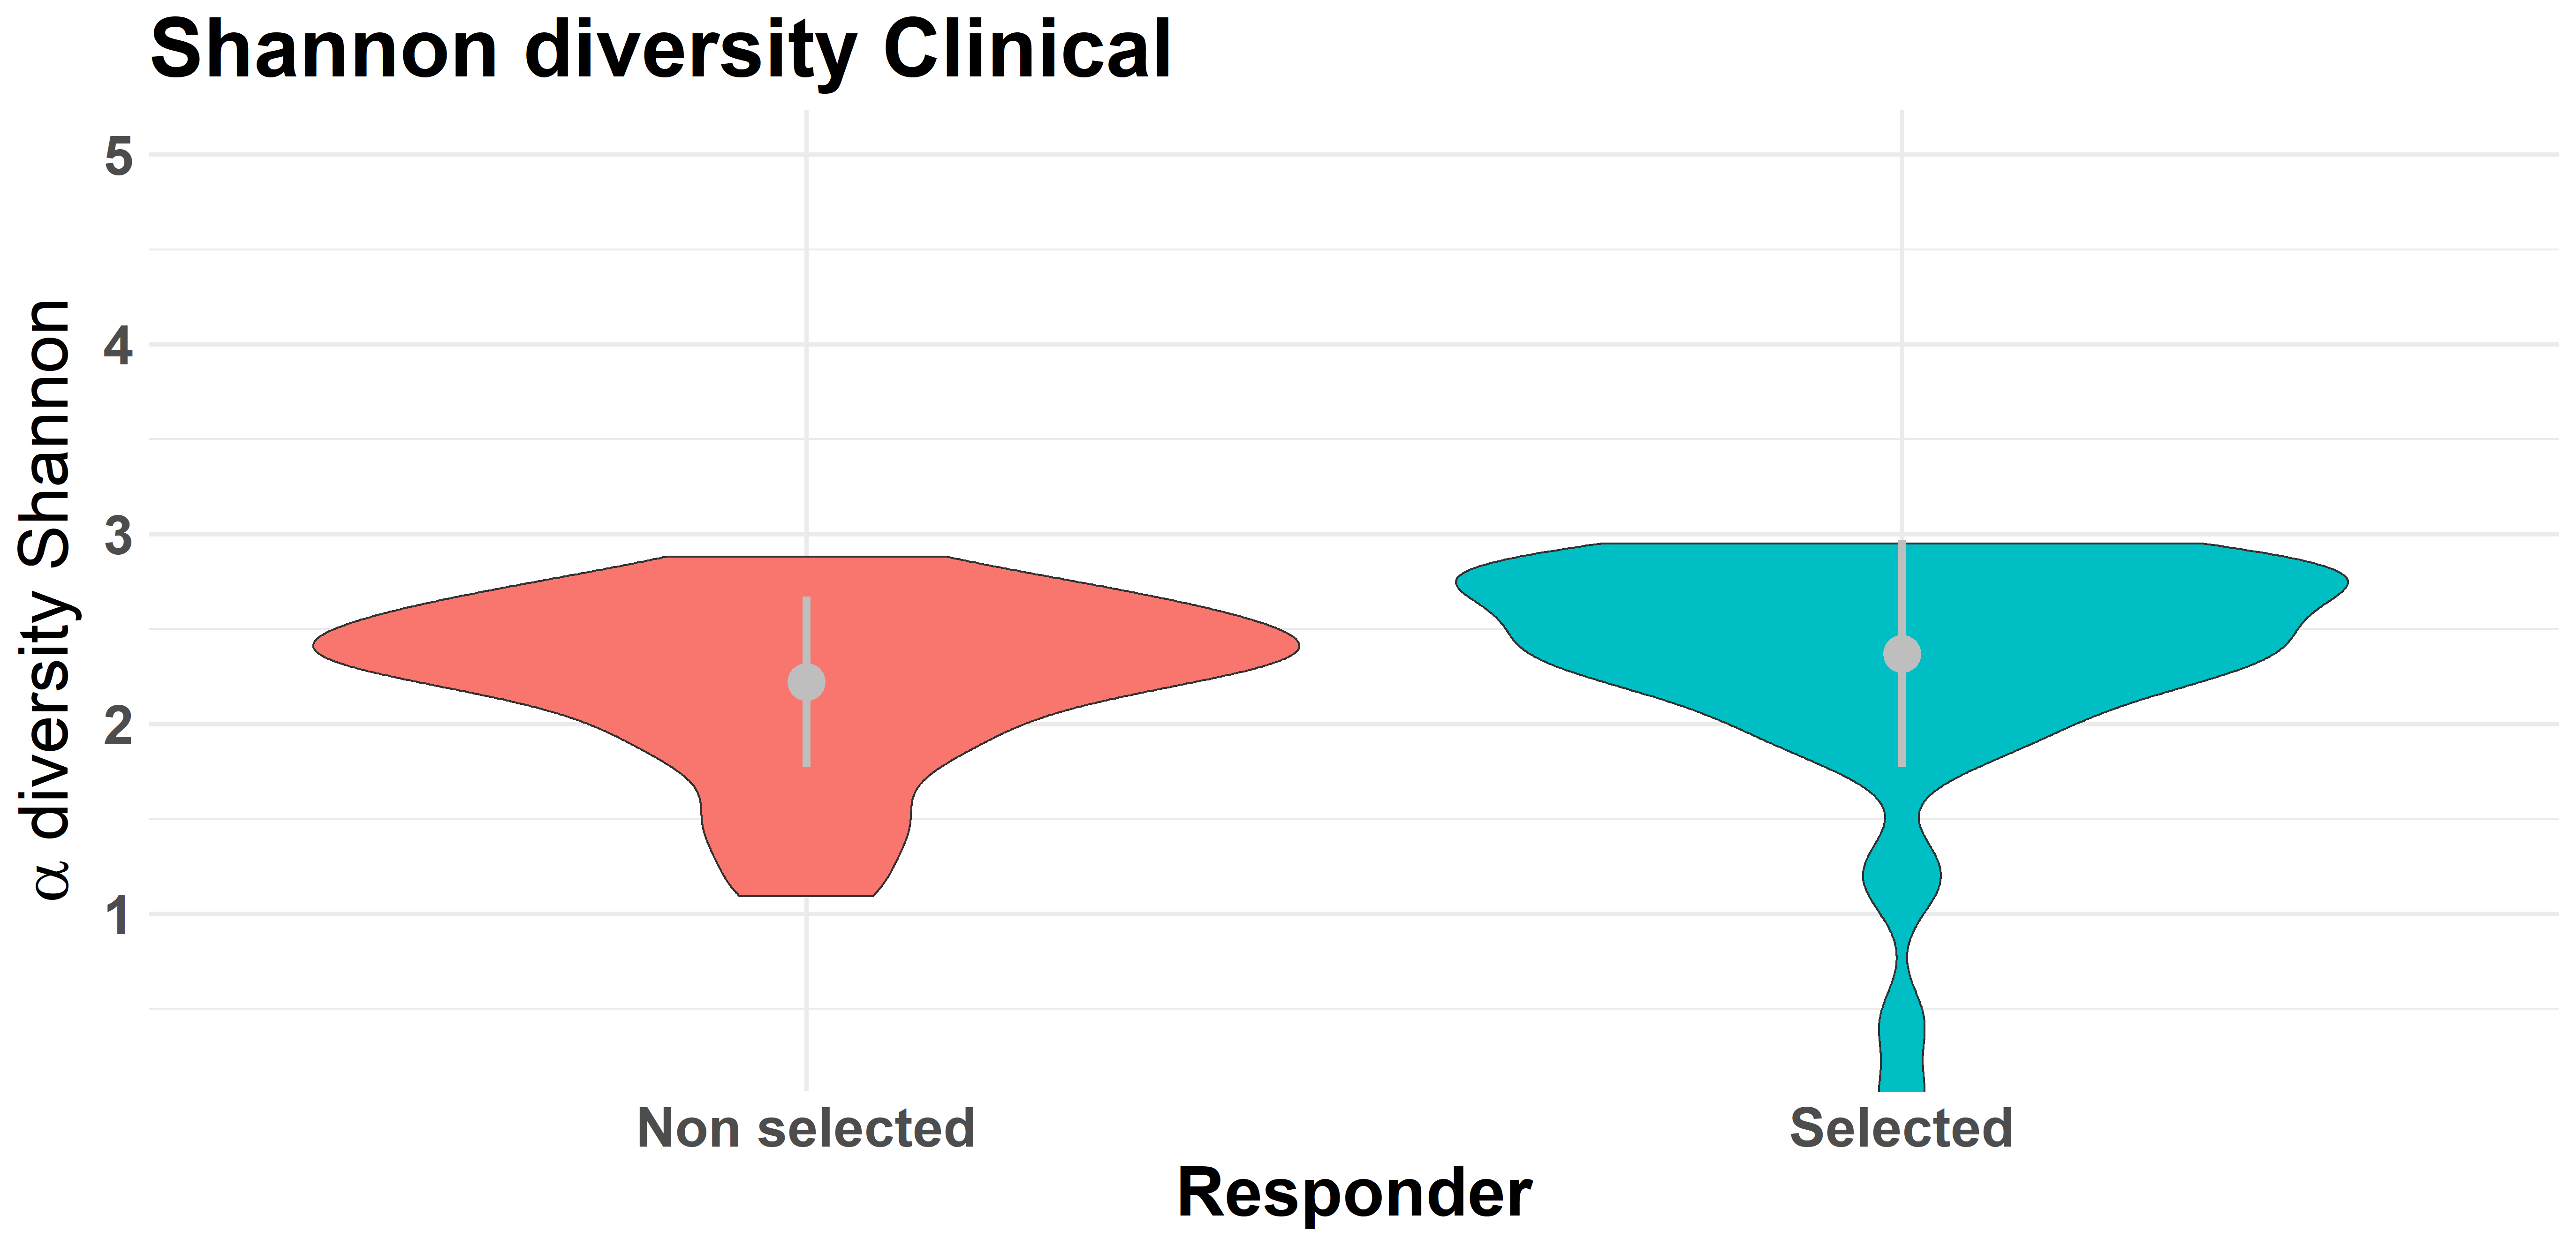 Shannon diversity Clinical
α diversity Shannon
5
4
3
2
1
Non selected
Selected
Responder